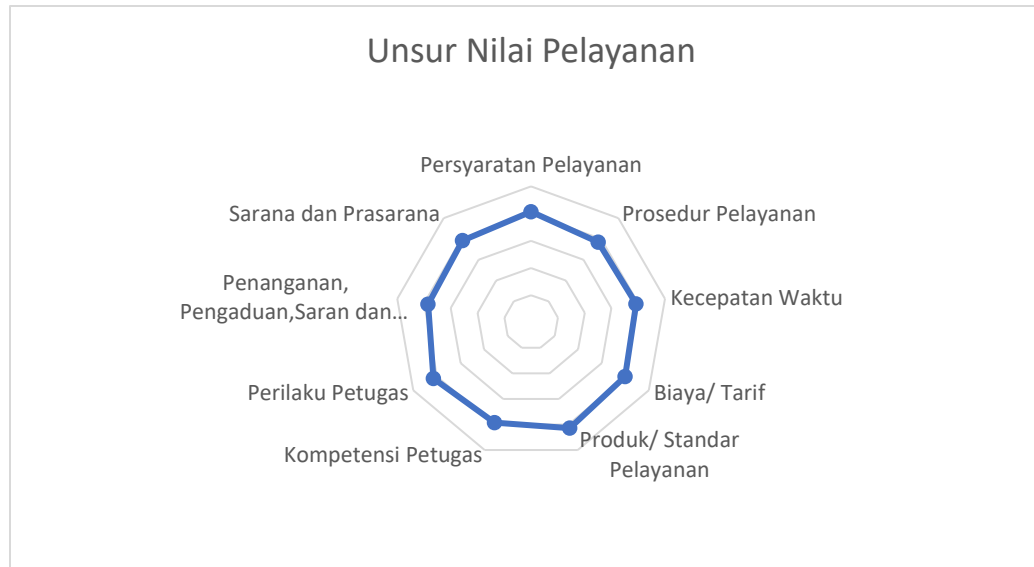 Unsur Nilai Pelayanan
Persyaratan Pelayanan
Prosedur Pelayanan
Kecepatan Waktu
Biaya/ Tarif
Produk/ Standar
Pelayanan
Kompetensi Petugas
Perilaku Petugas
Penanganan,
Pengaduan,Saran dan...
Sarana dan Prasarana